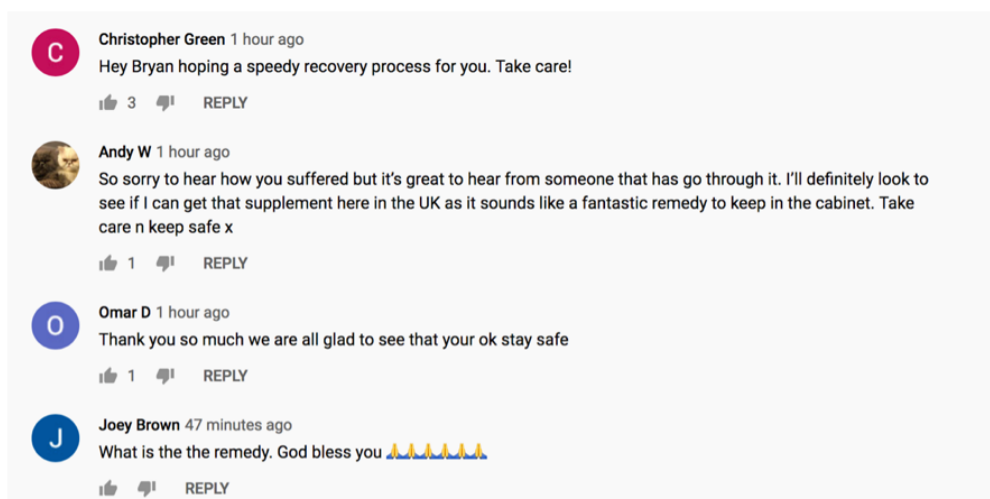 C
Christopher Green 1 hour ago
Hey Bryan hoping a speedy recovery process for you. Take care!
3 REPLY
Andy W 1 hour ago
So sorry to hear how you suffered but it's great to hear from someone that has go through it. I'll definitely look to
see if I can get that supplement here in the UK as it sounds like a fantastic remedy to keep in the cabinet. Take
care n keep safe x
1 REPLY
O
Omar D 1 hour ago
Thank you so much we are all glad to see that your ok stay safe
1 REPLY
J
Joey Brown 47 minutes ago
What is the the remedy. God bless you 🙏🙏🙏🙏🙏🙏
REPLY